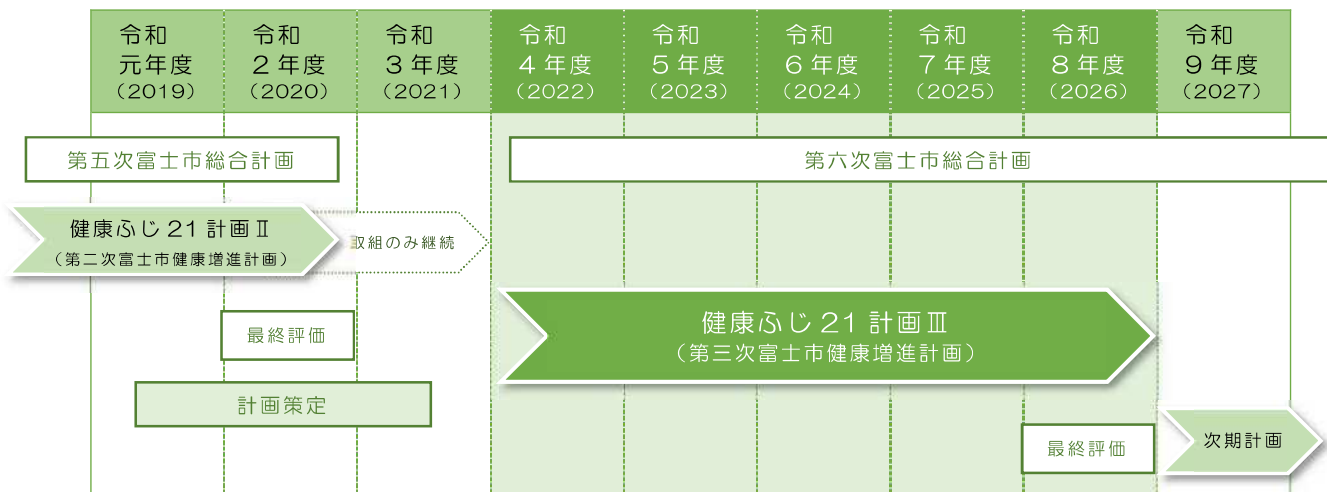 令和
元年度
（2019）
令和
２年度
（2020）
令和
３年度
（2021）
令和
４年度
（2022）
令和
５年度
（2023）
令和
６年度
（2024）
令和
７年度
（2025）
令和
８年度
（2026）
令和
９年度
（2027）
第五次富士市総合計画
第六次富士市総合計画
健康ふじ21計画Ⅱ
（第二次富士市健康増進計画）
取組のみ継続
健康ふじ21計画Ⅲ
（第三次富士市健康増進計画）
最終評価
計画策定
最終評価
次期計画